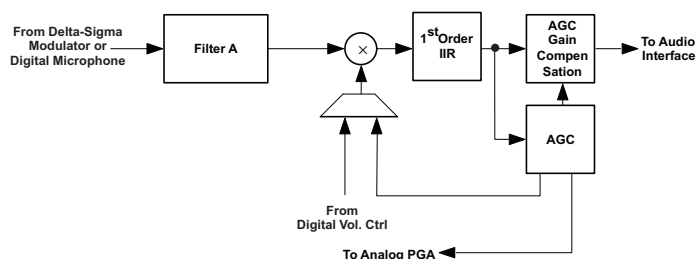 From Delta-Sigma
Modulator or
Digital Microphone
Filter A
×
1st Order
IIR
AGC
Gain
Compen
Sation
To Audio
Interface
AGC
From
Digital Vol. Ctrl
To Analog PGA